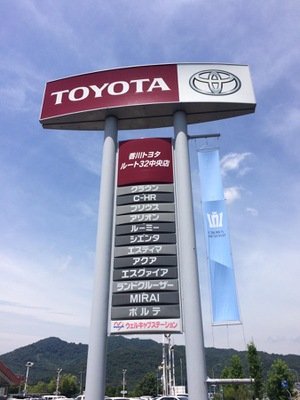 TOYOTA
香川トヨタ
ルート32中央店
クラウン
C-HR
プリウス
アリオン
ルーミー
シエンタ
エスティマ
アクア
エスクァイア
ランドクルーザー
MIRAI
ポルテ
ウェルキャブステーション